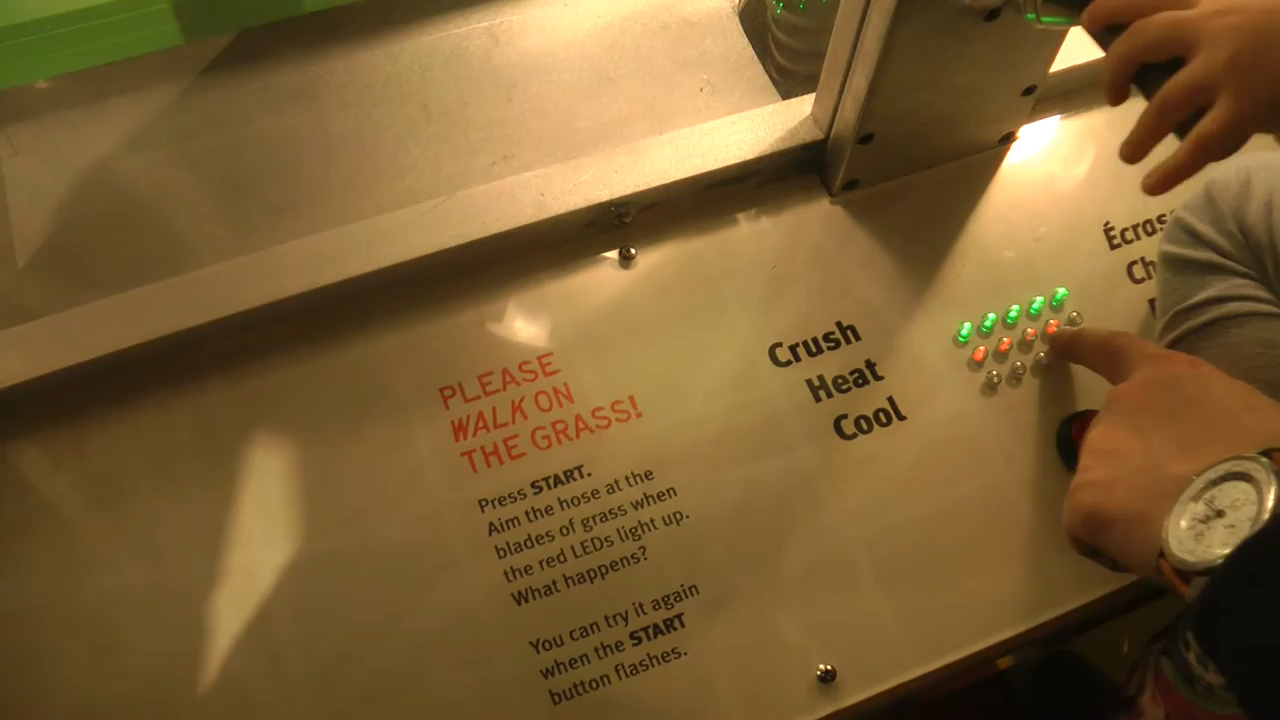 PLEASE
WALK ON
THE GRASS!
Press START.
Aim the hose at the
blades of grass when
the red LEDs light up.
What happens?
You can try it again
when the START
button flashes.
Crush
Heat
Cool